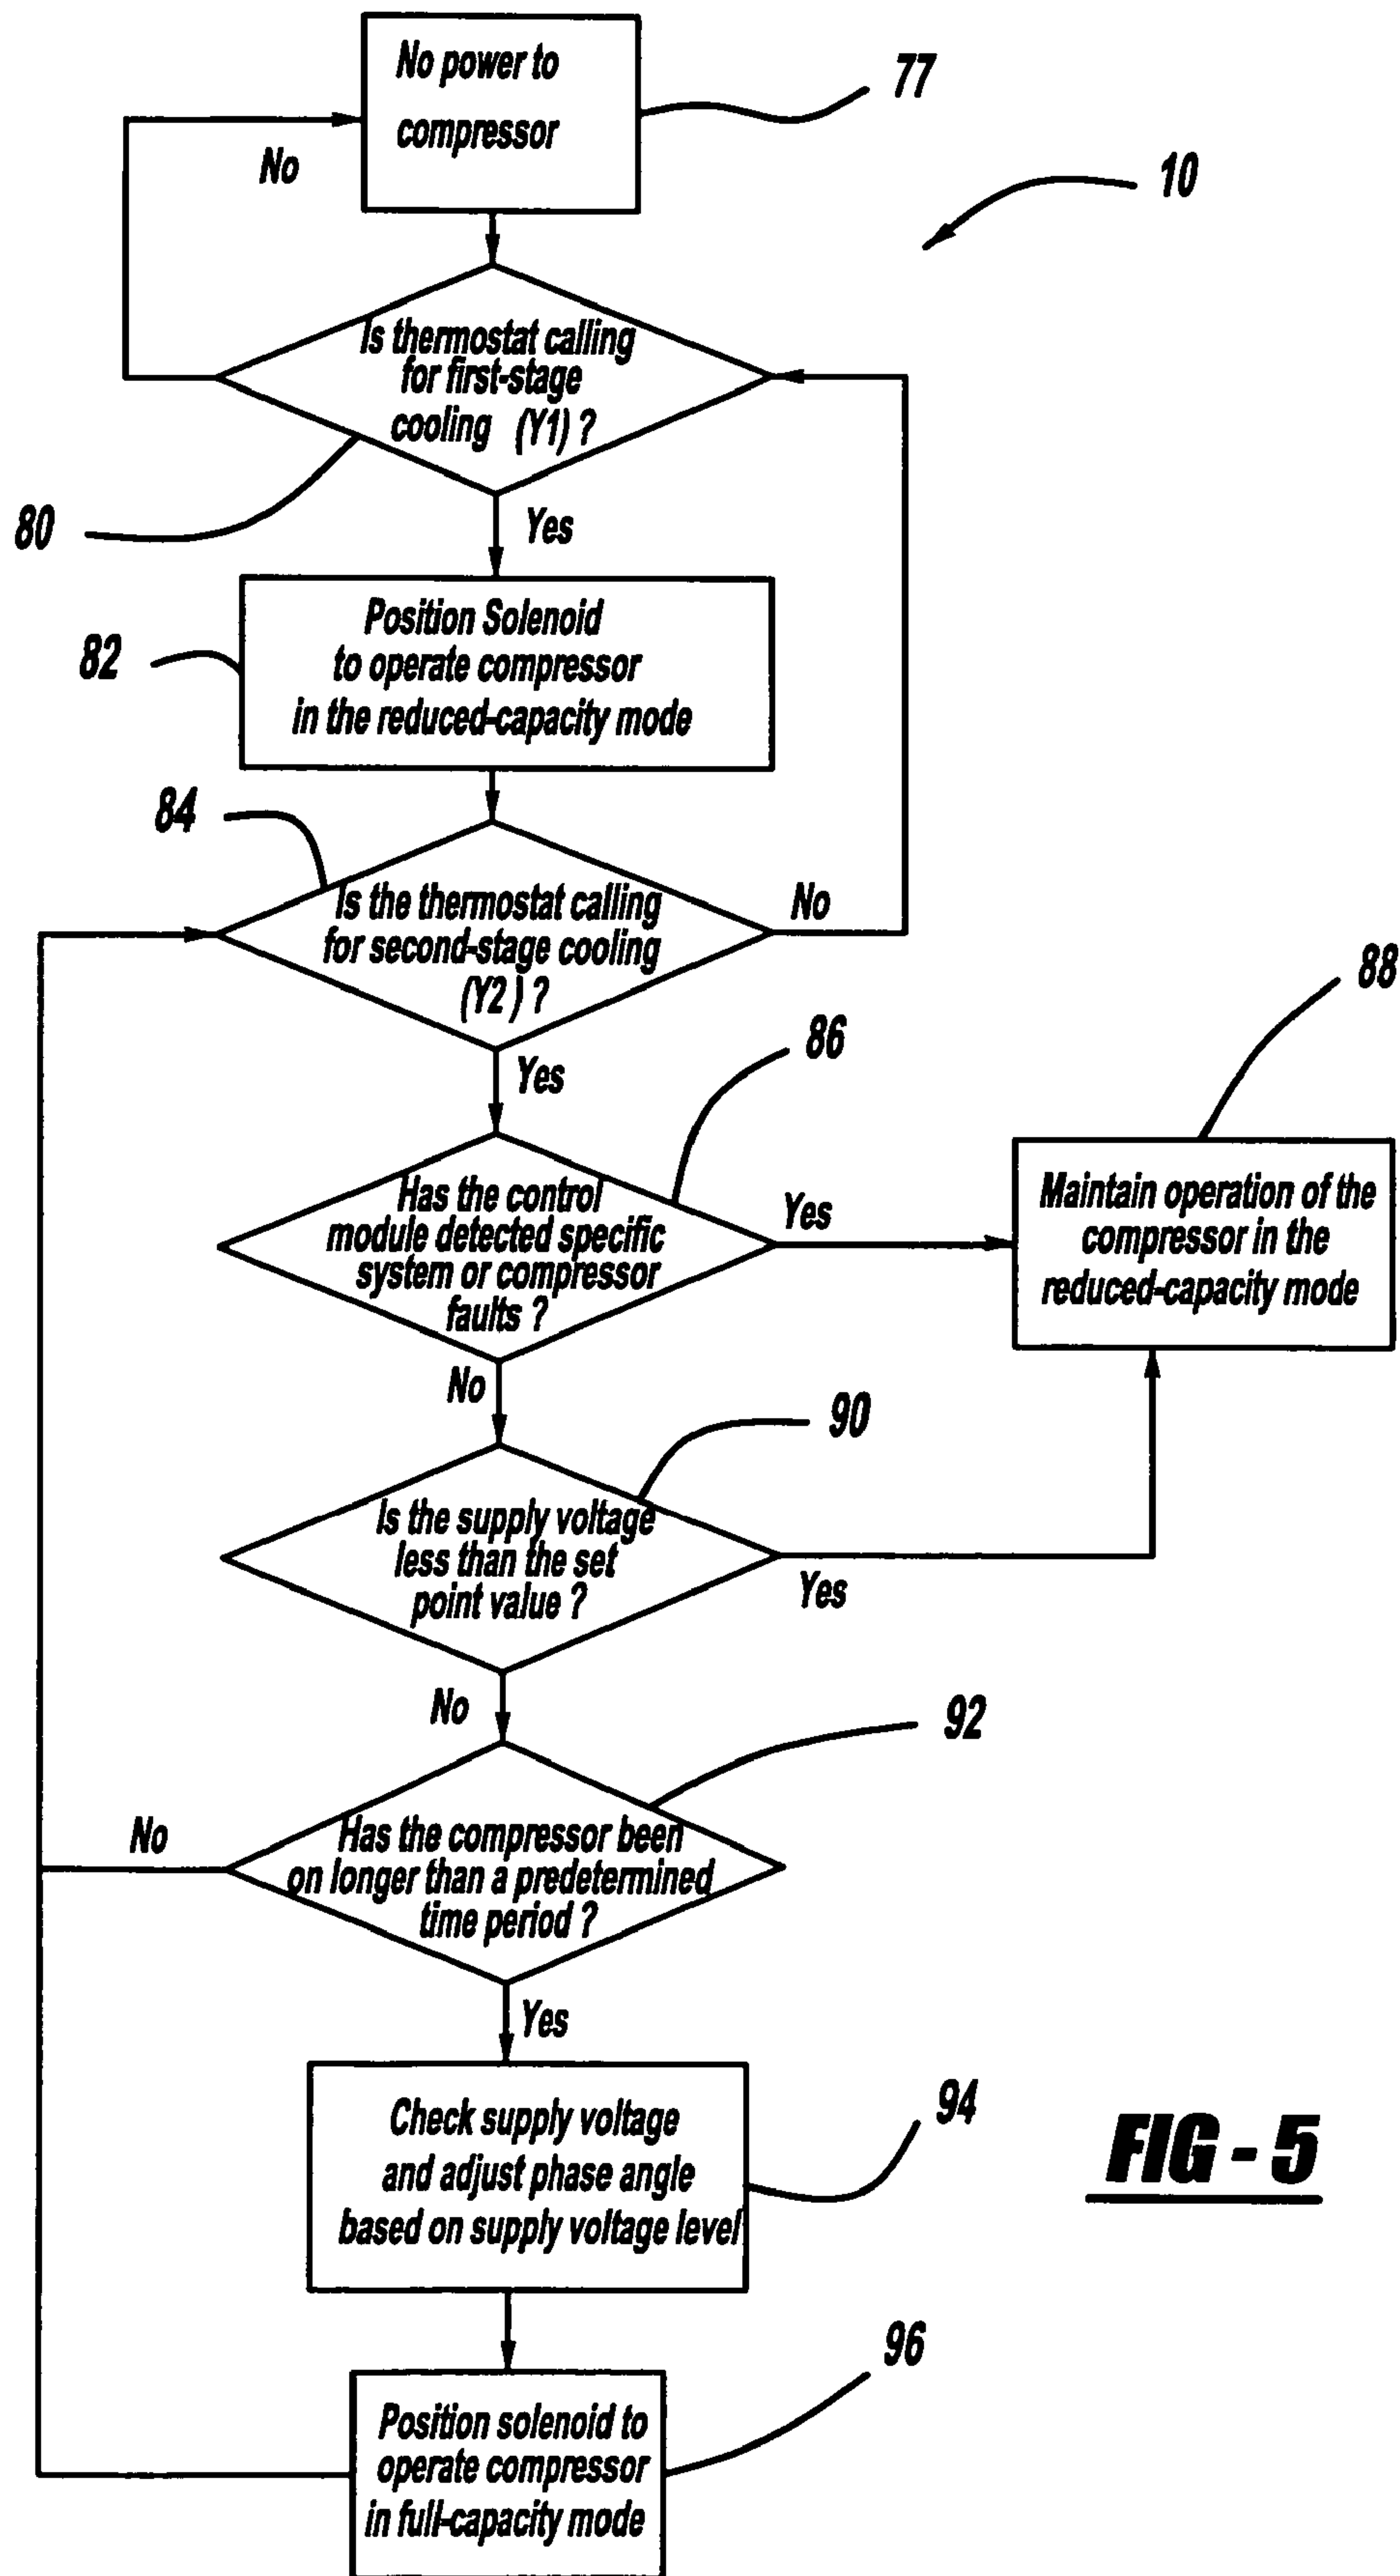 No power to
compressor
77
No
10
Is thermostat calling
for first-stage
cooling (Y1) ?
80
Yes
Position Solenoid
to operate compressor
in the reduced-capacity mode
82
84
Is the thermostat calling
for second-stage cooling
(Y2 ) ?
No
88
Yes
86
Has the control
module detected specific
system or compressor
faults ?
Yes
Maintain operation of the
compressor in the
reduced-capacity mode
No
90
Is the supply voltage
less than the set
point value ?
Yes
No
92
No
Has the compressor been
on longer than a predetermined
time period ?
Yes
Check supply voltage
and adjust phase angle
based on supply voltage level
94
FIG - 5
96
Position solenoid to
operate compressor
in full-capacity mode